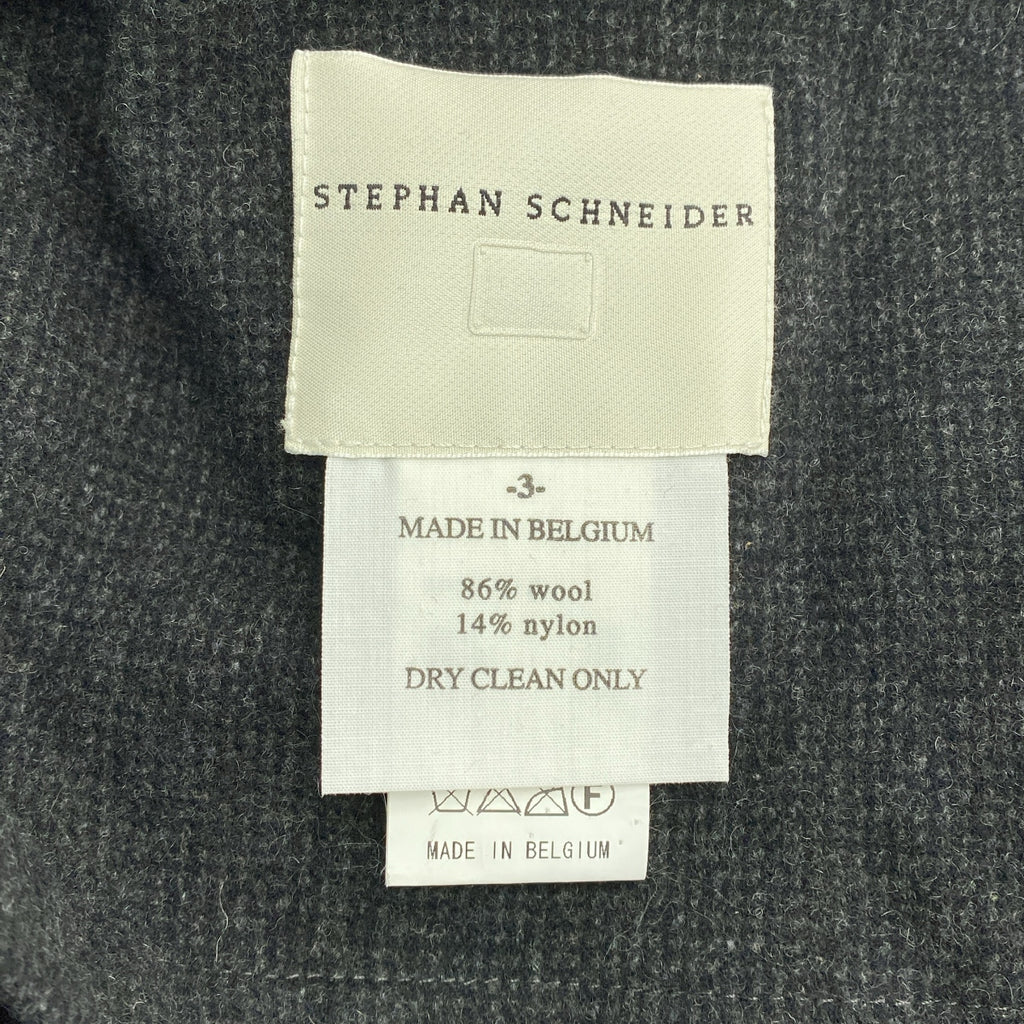 STEPHAN SCHNEIDER
-3-
MADE IN BELGIUM
86% wool
14% nylon
DRY CLEAN ONLY
F
MADE IN BELGIUM